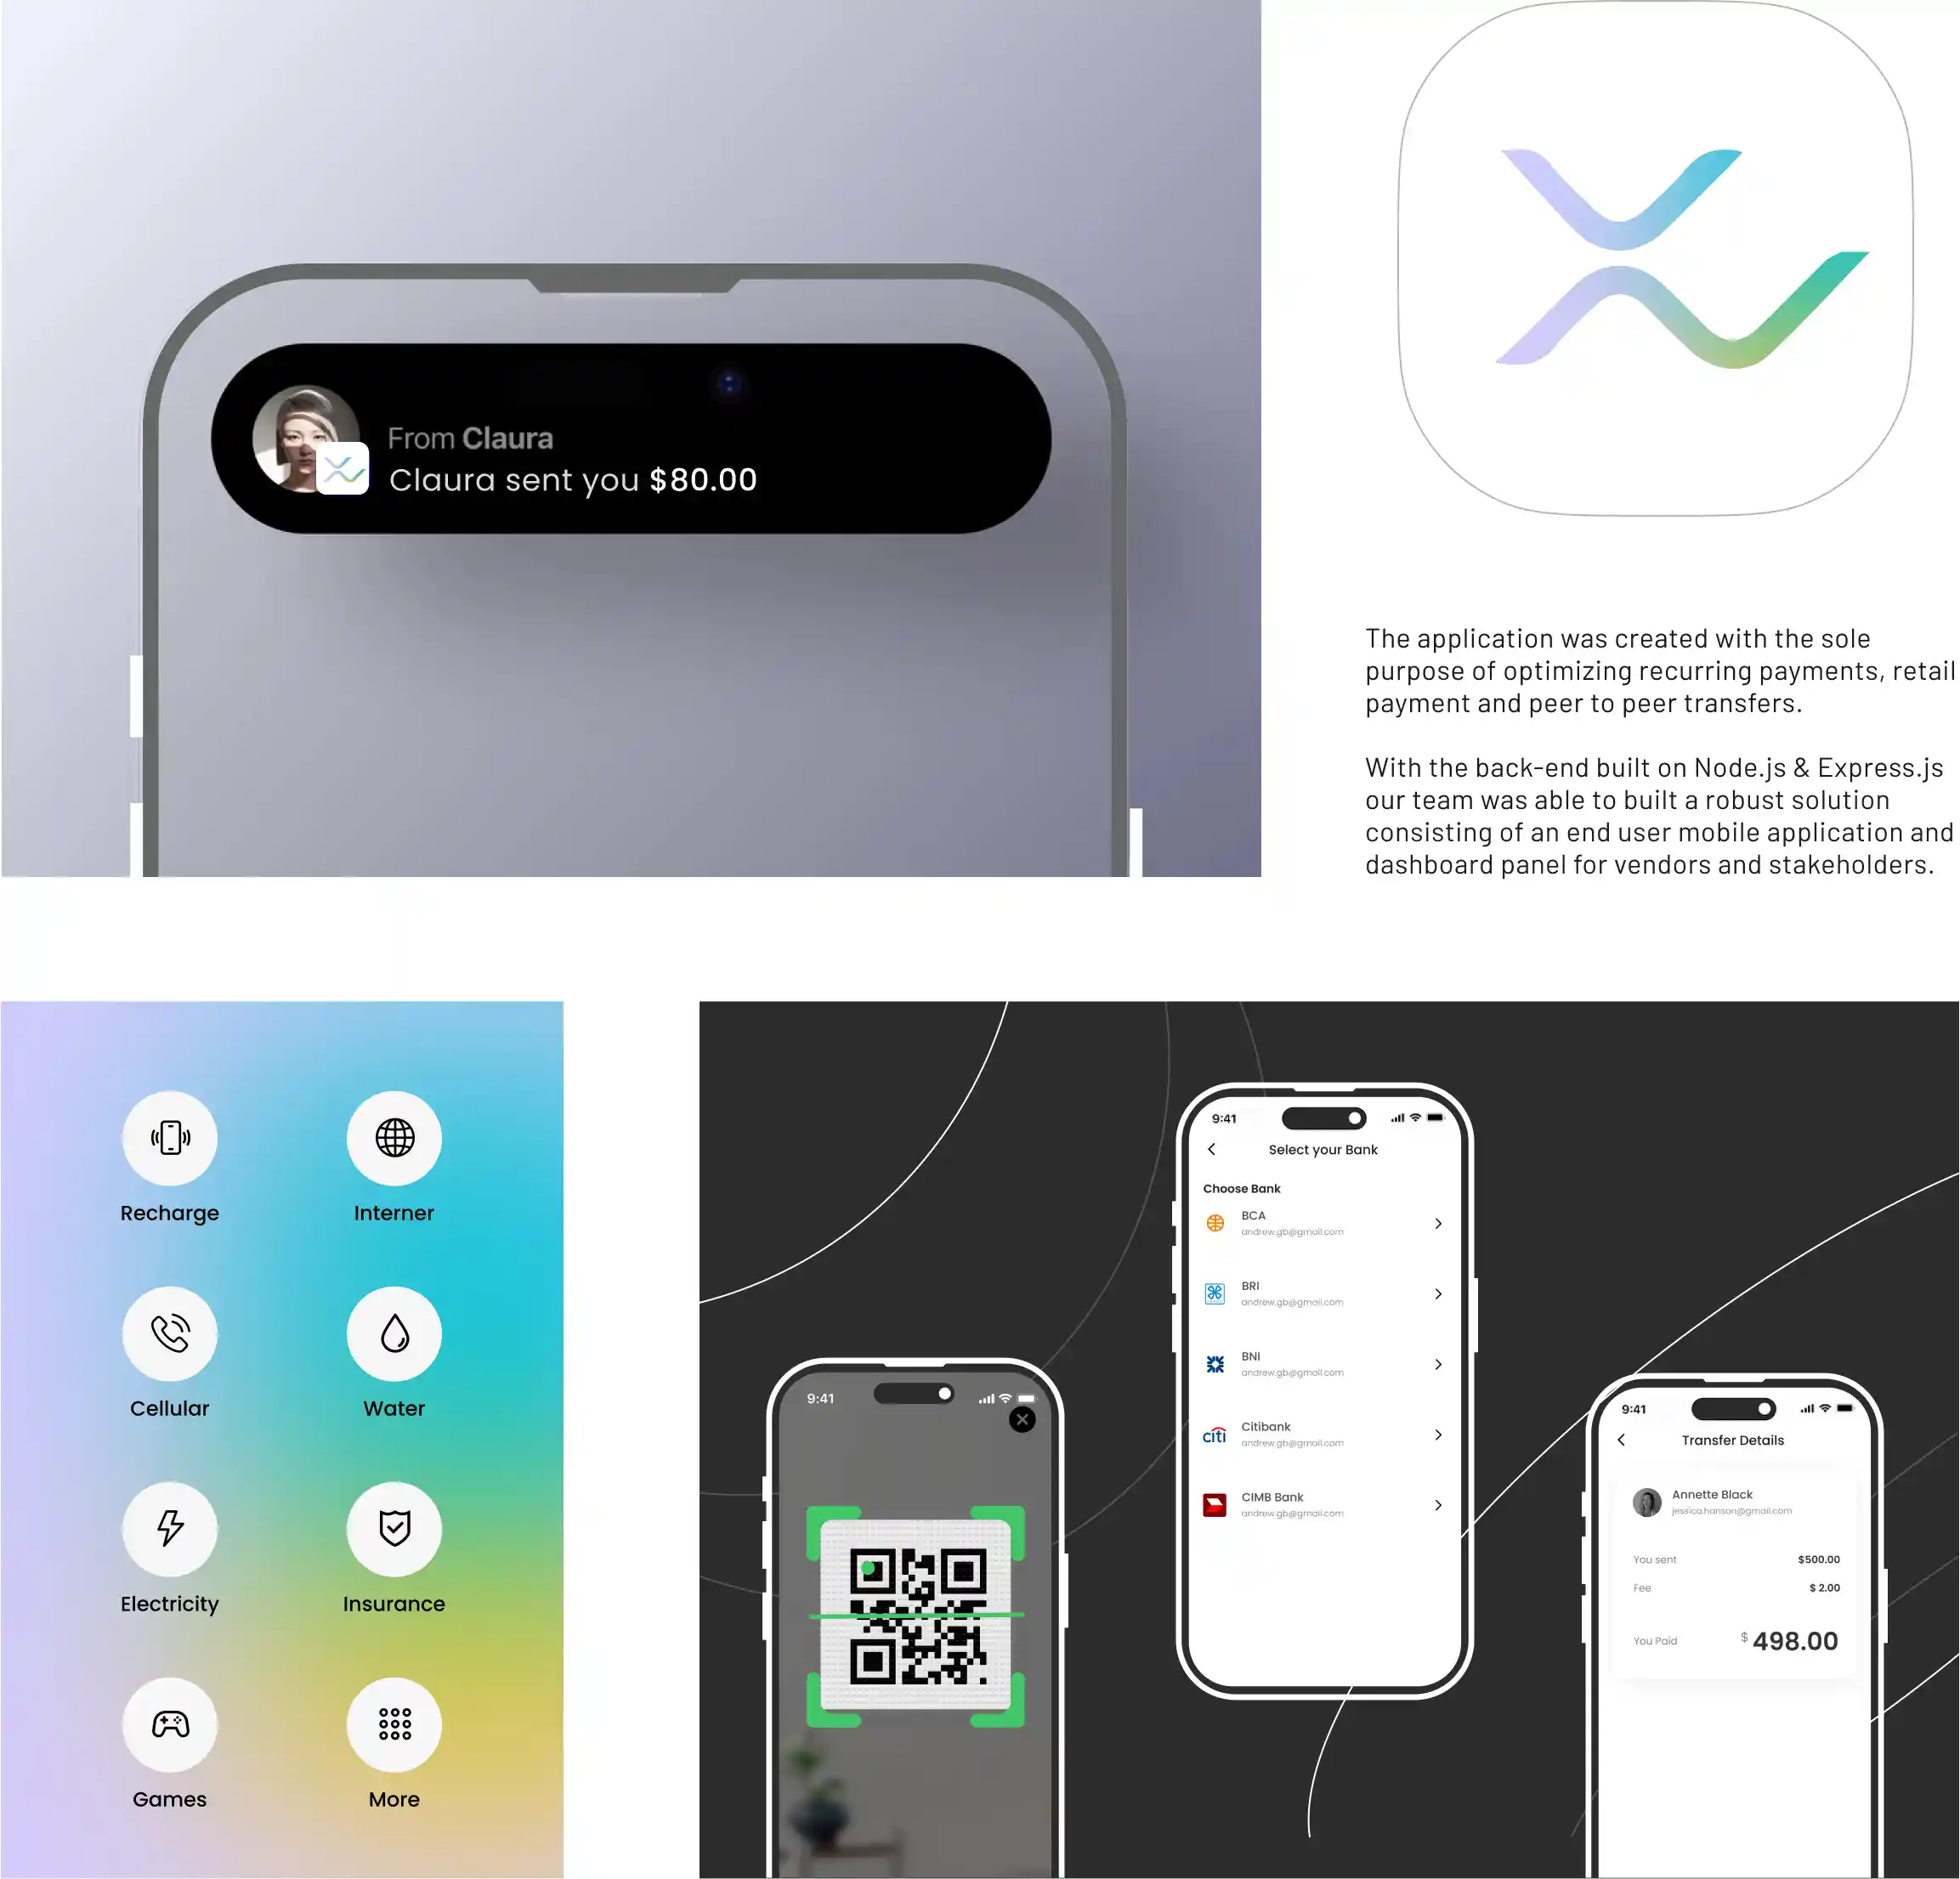 From Claura
Claura sent you $80.00
The application was created with the sole
purpose of optimizing recurring payments, retail
payment and peer to peer transfers.
With the back-end built on Node.js & Express.js
our team was able to built a robust solution
consisting of an end user mobile application and
dashboard panel for vendors and stakeholders.
Recharge
Interner
Cellular
Water
Electricity
Insurance
Games
More
9:41
9:41
Select your Bank
Choose Bank
BCA
andrew.gb@gmail.com
BRI
andrew.gb@gmail.com
BNI
andrew.gb@gmail.com
citi
Citibank
andrew.gb@gmail.com
CIMB Bank
andrew.gb@gmail.com
9:41
Transfer Details
Annette Black
jessica.hanson@gmail.com
You sent $500.00
Fee $ 2.00
You Paid $ 498.00